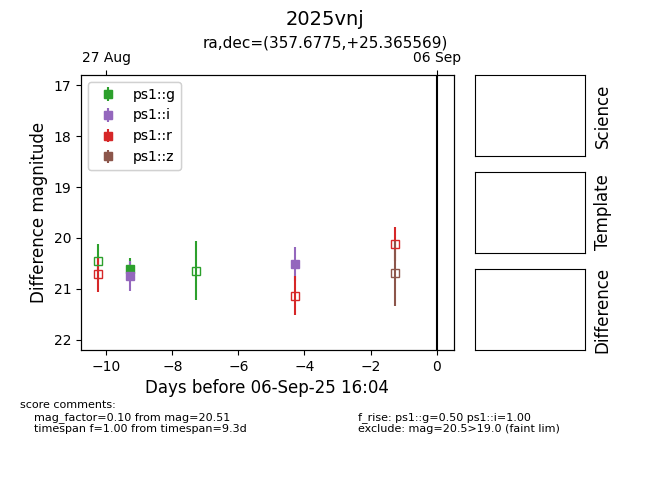 2025vnj
ra,dec=(357.6775,+25.365569)
27 Aug
06 Sep
17
18
19
20
21
22
Difference magnitude
ps1::g
ps1::i
ps1::r
ps1::z
−10
−8
−6
−4
−2
0
Days before 06-Sep-25 16:04
Science
Template
Difference
score comments:
mag_factor=0.10 from mag=20.51
timespan f=1.00 from timespan=9.3d
f_rise: ps1::g=0.50 ps1::i=1.00
exclude: mag=20.5>19.0 (faint lim)